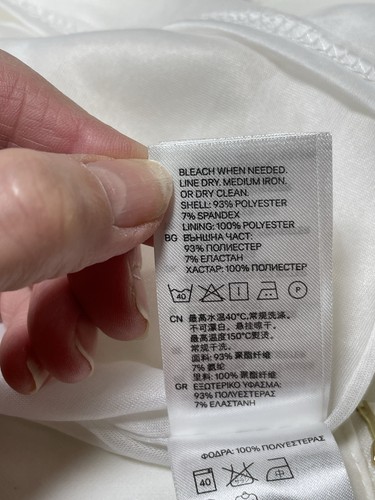 BLEACH WHEN NEEDED.
LINE DRY, MEDIUM IRON.
OR DRY CLEAN.
SHELL: 93% POLYESTER
7% SPANDEX
LINING: 100% POLYESTER
BG ВЪНШНА ЧАСТ:
93% ПОЛИЕСТЕР
7% ЕЛАСТАН
ХАСТАР: 100% ПОЛИЕСТЕР
40 P
CN 最高水温40℃,常规洗涤,
不可漂白。悬挂晾干。
最高温度150℃熨烫。
常规干洗。
面料: 93% 聚酯纤维
7% 氨纶
里料: 100% 聚酯纤维
GR ΕΞΩΤΕΡΙΚΟ ΥΦΑΣΜΑ:
93% ΠΟΛΥΕΣΤΕΡΑΣ
7% ΕΛΑΣΤΑΝΗ
ΦΟΔΡΑ: 100% ΠΟΛΥΕΣΤΕΡΑΣ
40